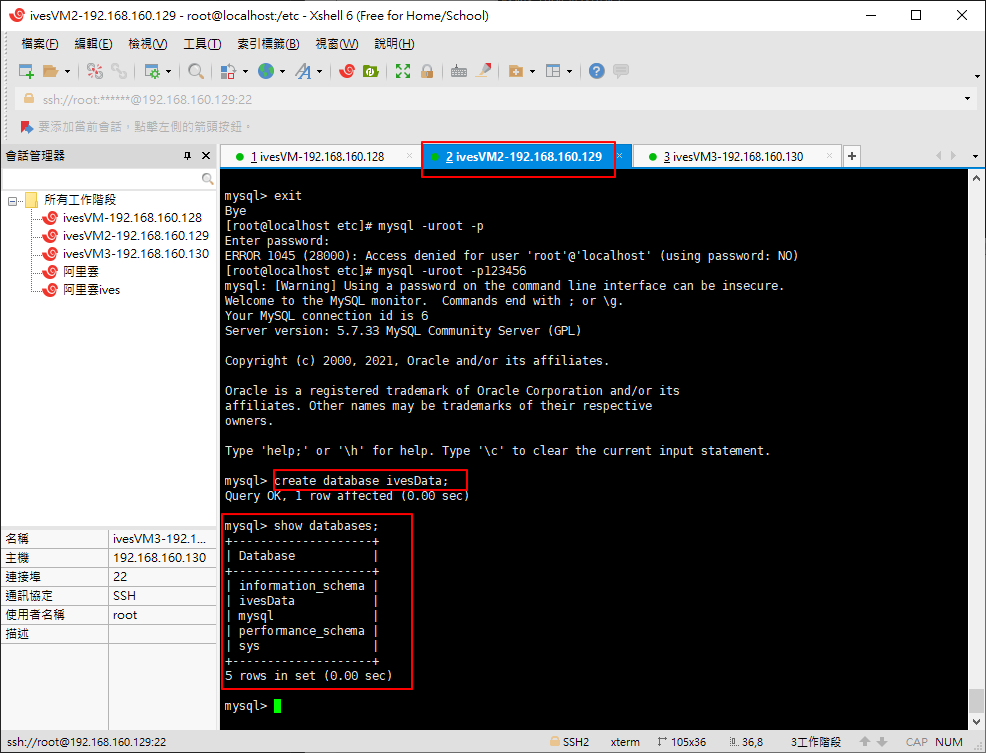 ivesVM2-192.168.160.129 - root@localhost:/etc - Xshell 6 (Free for Home/School)
檔案(F) 編輯(E) 檢視(V) 工具(T) 索引標籤(B) 視窗(W) 說明(H)
ssh://root:******@192.168.160.129:22
要添加當前會話，點擊左側的箭頭按鈕。
會話管理器
1 ivesVM-192.168.160.128
2 ivesVM2-192.168.160.129
3 ivesVM3-192.168.160.130
所有工作階段
ivesVM-192.168.160.128
ivesVM2-192.168.160.129
ivesVM3-192.168.160.130
阿里雲
阿里雲ives
名稱 ivesVM3-192.1...
主機 192.168.160.130
連接埠 22
通訊協定 SSH
使用者名稱 root
描述
mysql> exit
Bye
[root@localhost etc]# mysql -uroot -p
Enter password:
ERROR 1045 (28000): Access denied for user 'root'@'localhost' (using password: NO)
[root@localhost etc]# mysql -uroot -p123456
mysql: [Warning] Using a password on the command line interface can be insecure.
Welcome to the MySQL monitor.  Commands end with ; or \g.
Your MySQL connection id is 6
Server version: 5.7.33 MySQL Community Server (GPL)
Copyright (c) 2000, 2021, Oracle and/or its affiliates.
Oracle is a registered trademark of Oracle Corporation and/or its
affiliates. Other names may be trademarks of their respective
owners.
Type 'help;' or '\h' for help. Type '\c' to clear the current input statement.
mysql> create database ivesData;
Query OK, 1 row affected (0.00 sec)
mysql> show databases;
+--------------------+
| Database           |
+--------------------+
| information_schema |
| ivesData           |
| mysql              |
| performance_schema |
| sys                |
+--------------------+
5 rows in set (0.00 sec)
mysql>
ssh://root@192.168.160.129:22 SSH2 xterm 105x36 36,8 3工作階段 CAP NUM